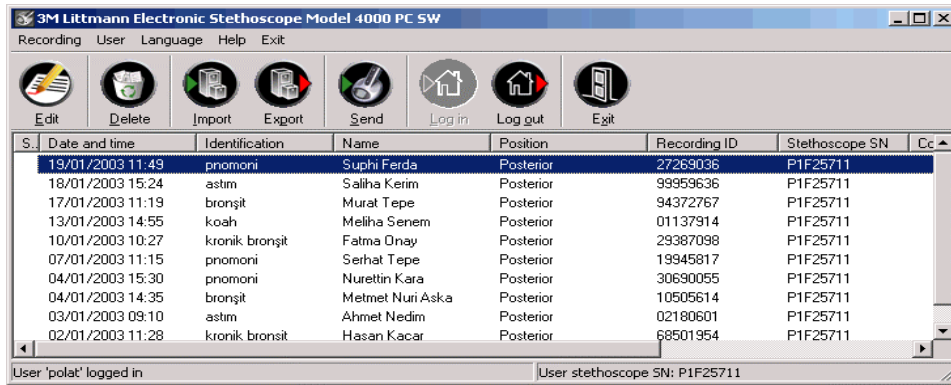 3M Littmann Electronic Stethoscope Model 4000 PC SW
Recording User Language Help Exit
Edit Delete Import Export Send Log in Log out Exit
S.. Date and time Identification Name Position Recording ID Stethoscope SN Cc
19/01/2003 11:49 pnomoni Suphi Ferda Posterior 27269036 P1F25711
18/01/2003 15:24 astım Saliha Kerim Posterior 99959636 P1F25711
17/01/2003 11:19 bronşit Murat Tepe Posterior 94372767 P1F25711
13/01/2003 14:55 koah Meliha Senem Posterior 01137914 P1F25711
10/01/2003 10:27 kronik bronşit Fatma Onay Posterior 29387098 P1F25711
07/01/2003 11:15 pnomoni Serhat Tepe Posterior 19945817 P1F25711
04/01/2003 15:30 pnomoni Nurettin Kara Posterior 30690055 P1F25711
04/01/2003 14:35 bronşit Metmet Nuri Aska Posterior 10505614 P1F25711
03/01/2003 09:10 astım Ahmet Nedim Posterior 02180601 P1F25711
02/01/2003 11:28 kronik bronsit Hasan Kacar Posterior 68501954 P1F25711
User 'polat' logged in User stethoscope SN: P1F25711